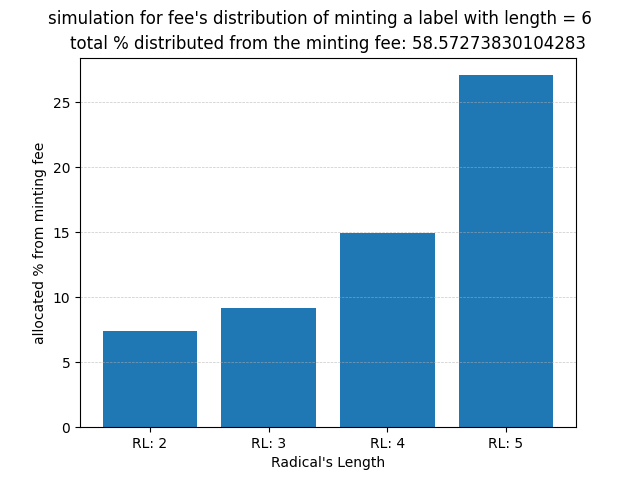 simulation for fee's distribution of minting a label with length = 6
total % distributed from the minting fee: 58.57273830104283
allocated % from minting fee
25
20
15
10
5
0
RL: 2
RL: 3
RL: 4
RL: 5
Radical's Length